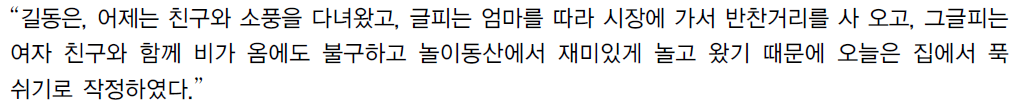 “길동은, 어제는 친구와 소풍을 다녀왔고, 글피는 엄마를 따라 시장에 가서 반찬거리를 사 오고, 그글피는
여자 친구와 함께 비가 옴에도 불구하고 놀이동산에서 재미있게 놀고 왔기 때문에 오늘은 집에서 푹
쉬기로 작정하였다.”